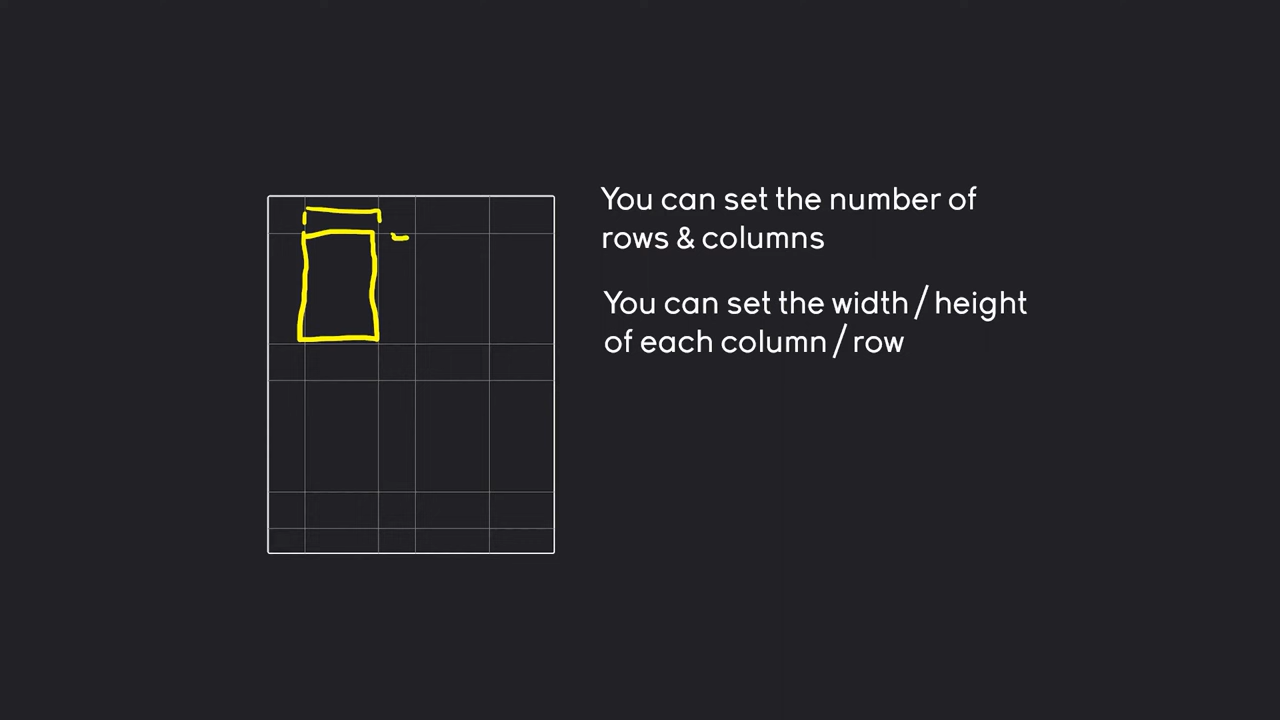 You can set the number of
rows & columns
You can set the width / height
of each column / row